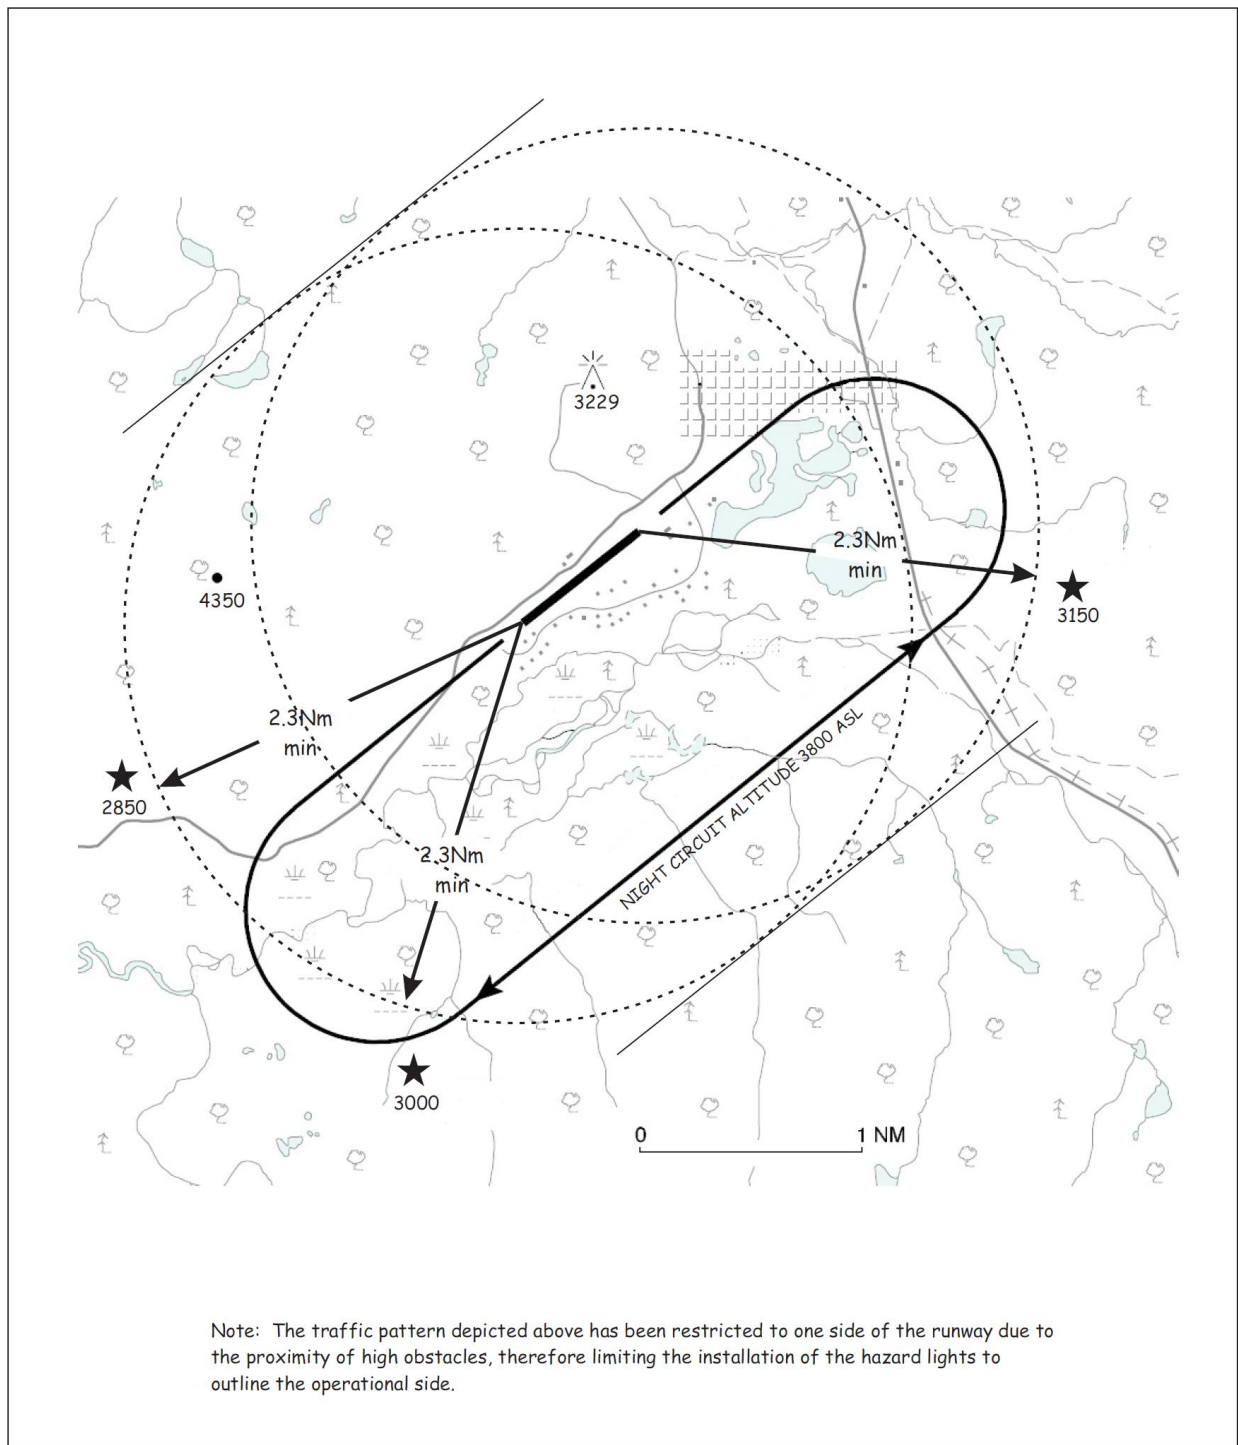 3229
2.3Nm
min
4350
3150
2.3Nm
min
2850
NIGHT CIRCUIT ALTITUDE 3800 ASL
2.3Nm
min
3000
0 1 NM
Note: The traffic pattern depicted above has been restricted to one side of the runway due to
the proximity of high obstacles, therefore limiting the installation of the hazard lights to
outline the operational side.